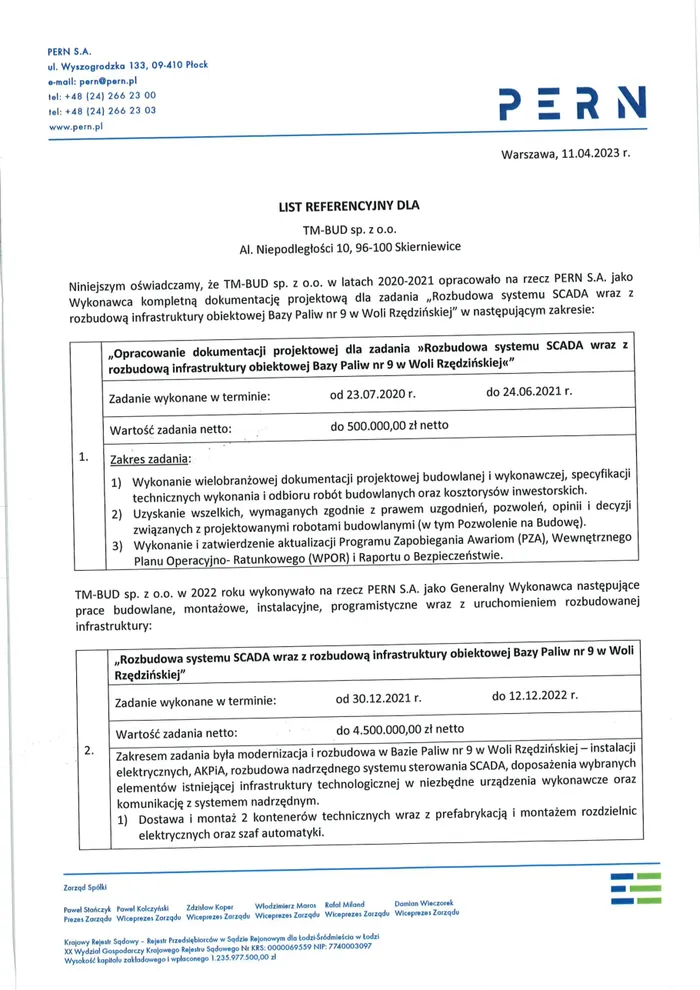 PERN S.A.
ul. Wyszogrodzka 133, 09-410 Płock
e-mail: pern@pern.pl
tel: +48 (24) 266 23 00
tel: +48 (24) 266 23 03
www.pern.pl
PERN
Warszawa, 11.04.2023 r.
LIST REFERENCYJNY DLA
TM-BUD sp. z o.o.
Al. Niepodległości 10, 96-100 Skierniewice
Niniejszym oświadczamy, że TM-BUD sp. z o.o. w latach 2020-2021 opracowało na rzecz PERN S.A. jako
Wykonawca kompletną dokumentację projektową dla zadania „Rozbudowa systemu SCADA wraz z
rozbudową infrastruktury obiektowej Bazy Paliw nr 9 w Woli Rzędzińskiej" w następującym zakresie:
„Opracowanie dokumentacji projektowej dla zadania »Rozbudowa systemu SCADA wraz z
rozbudową infrastruktury obiektowej Bazy Paliw nr 9 w Woli Rzędzińskiej«"
Zadanie wykonane w terminie: od 23.07.2020 r. do 24.06.2021 r.
Wartość zadania netto: do 500.000,00 zł netto
1. Zakres zadania:
1) Wykonanie wielobranżowej dokumentacji projektowej budowlanej i wykonawczej, specyfikacji
technicznych wykonania i odbioru robót budowlanych oraz kosztorysów inwestorskich.
2) Uzyskanie wszelkich, wymaganych zgodnie z prawem uzgodnień, pozwoleń, opinii i decyzji
związanych z projektowanymi robotami budowlanymi (w tym Pozwolenie na Budowę).
3) Wykonanie i zatwierdzenie aktualizacji Programu Zapobiegania Awariom (PZA), Wewnętrznego
Planu Operacyjno- Ratunkowego (WPOR) i Raportu o Bezpieczeństwie.
TM-BUD sp. z o.o. w 2022 roku wykonywało na rzecz PERN S.A. jako Generalny Wykonawca następujące
prace budowlane, montażowe, instalacyjne, programistyczne wraz z uruchomieniem rozbudowanej
infrastruktury:
„Rozbudowa systemu SCADA wraz z rozbudową infrastruktury obiektowej Bazy Paliw nr 9 w Woli
Rzędzińskiej"
Zadanie wykonane w terminie: od 30.12.2021 r. do 12.12.2022 r.
Wartość zadania netto: do 4.500.000,00 zł netto
2. Zakresem zadania była modernizacja i rozbudowa w Bazie Paliw nr 9 w Woli Rzędzińskiej – instalacji
elektrycznych, AKPiA, rozbudowa nadrzędnego systemu sterowania SCADA, doposażenia wybranych
elementów istniejącej infrastruktury technologicznej w niezbędne urządzenia wykonawcze oraz
komunikację z systemem nadrzędnym.
1) Dostawa i montaż 2 kontenerów technicznych wraz z prefabrykacją i montażem rozdzielnic
elektrycznych oraz szaf automatyki.
Zarząd Spółki
Paweł Stańczyk Paweł Kolczyński Zdzisław Koper Włodzimierz Maros Rafał Miland Damian Wieczorek
Prezes Zarządu Wiceprezes Zarządu Wiceprezes Zarządu Wiceprezes Zarządu Wiceprezes Zarządu Wiceprezes Zarządu
Krajowy Rejestr Sądowy – Rejestr Przedsiębiorców w Sądzie Rejonowym dla Łodzi-Śródmieścia w Łodzi
XX Wydział Gospodarczy Krajowego Rejestru Sądowego Nr KRS: 0000069559 NIP: 7740003097
Wysokość kapitału zakładowego i wpłaconego 1.235.977.500,00 zł